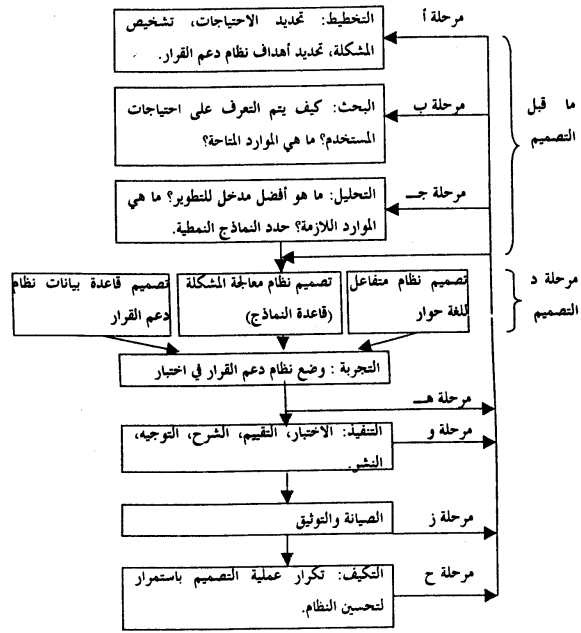 مرحلة أ
التخطيط: تحديد الاحتياجات، تشخيص
المشكلة، تحديد أهداف نظام دعم القرار.
ما قبل
التصميم
مرحلة ب
البحث: كيف يتم التعرف على احتياجات
المستخدم؟ ما هي الموارد المتاحة؟
مرحلة جـ
التحليل: ما هو أفضل مدخل للتطوير؟ ما هي
الموارد اللازمة؟ حدد النماذج النمطية.
مرحلة د
التصميم
تصميم نظام متفاعل
للغة حوار
تصميم نظام معالجة المشكلة
(قاعدة النماذج)
تصميم قاعدة بيانات نظام
دعم القرار
التجربة : وضع نظام دعم القرار في اختبار
مرحلة هـ
مرحلة و
التنفيذ: الاختبار، التقييم، الشرح، التوجيه،
النشر.
مرحلة ز
الصيانة والتوثيق
مرحلة ح
التكيف: تكرار عملية التصميم باستمرار
لتحسين النظام.